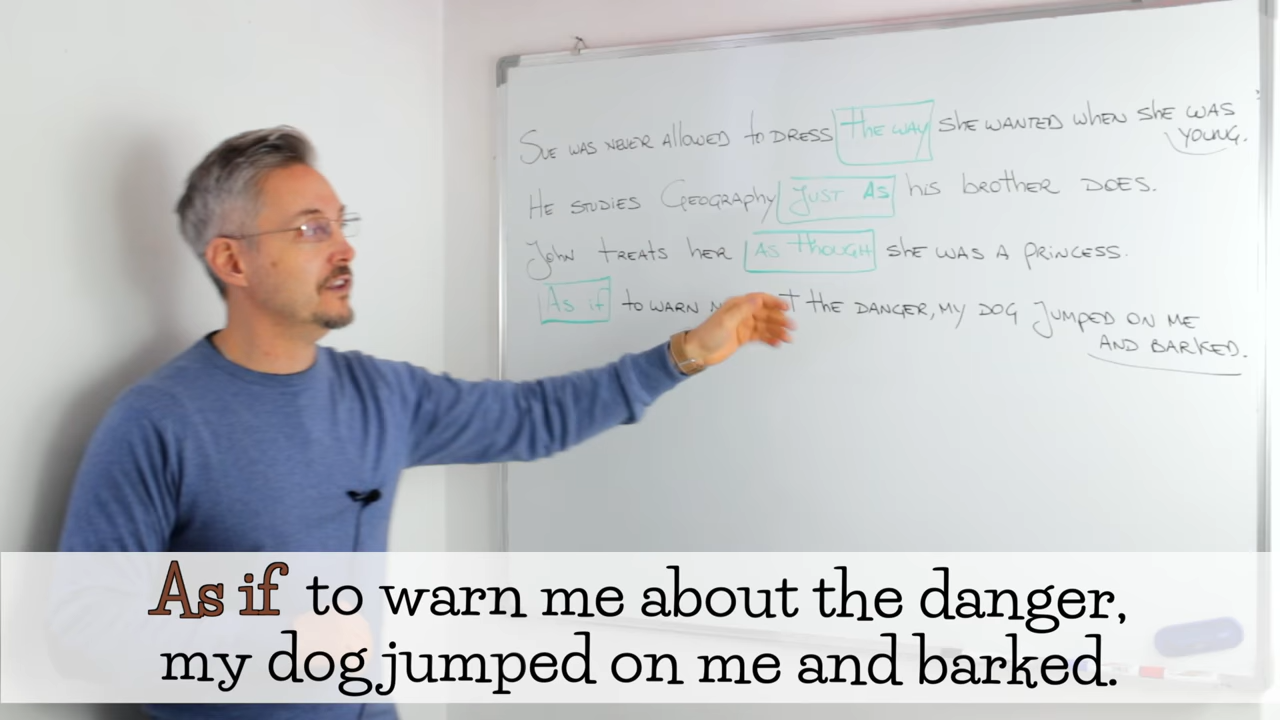 She was never allowed to dress the way she wanted when she was
young.
He studies Geography just as his brother does.
John treats her as though she was a princess.
As if to warn the danger, my dog jumped on me
and barked.
As if to warn me about the danger,
my dog jumped on me and barked.